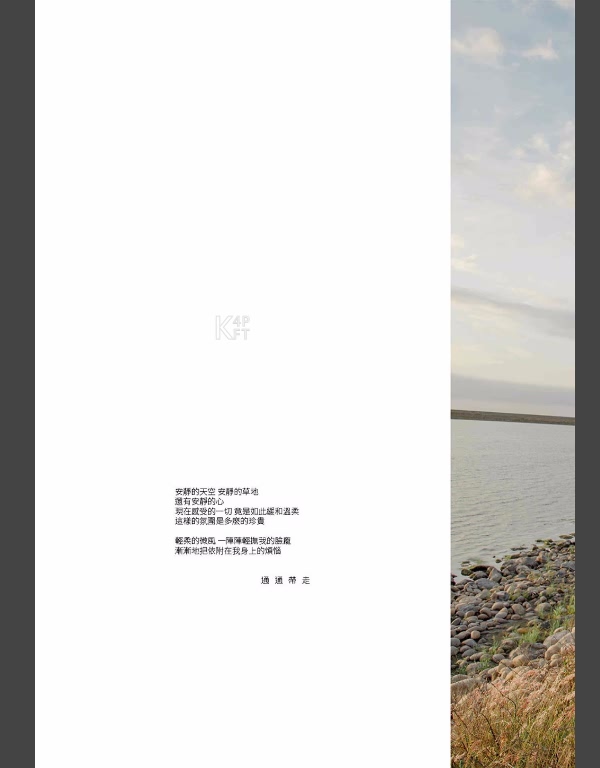 K4P
FT
安靜的天空 安靜的草地
還有安靜的心
現在感受的一切 竟是如此緩和溫柔
這樣的氛圍是多麼的珍貴
輕柔的微風 一陣陣輕撫我的臉龐
漸漸地把依附在我身上的煩惱
通 通 帶 走